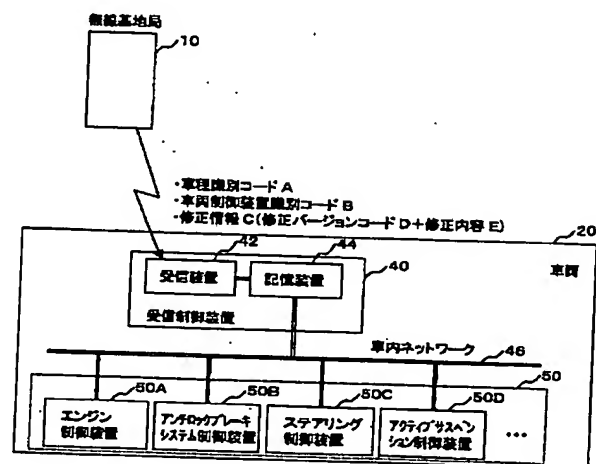 無線基地局
10
・車種識別コードA
・車両制御装置識別コードB
・修正情報C(修正バージョンコードD+修正内容E)
20
車両
42
44
40
受信装置
記憶装置
受信制御装置
車内ネットワーク
46
50
50A
50B
50C
50D
エンジン
制御装置
アンチロックブレーキ
システム制御装置
ステアリング
制御装置
アクティブサスペン
ション制御装置
…